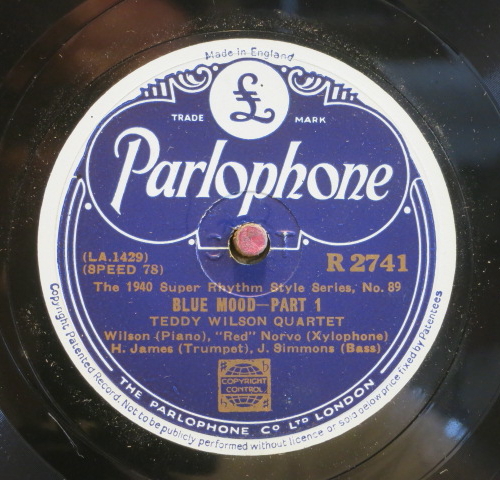 Made in England
£
TRADE MARK
Parlophone
(LA.1429)
(SPEED 78)
R 2741
The 1940 Super Rhythm Style Series, No. 89
BLUE MOOD—PART 1
TEDDY WILSON QUARTET
Wilson (Piano), "Red" Norvo (Xylophone)
H. James (Trumpet), J. Simmons (Bass)
COPYRIGHT
CONTROL
THE PARLOPHONE CO LTD LONDON
Copyright Patented Record. Not to be publicly performed without licence or sold below price fixed by Patentees